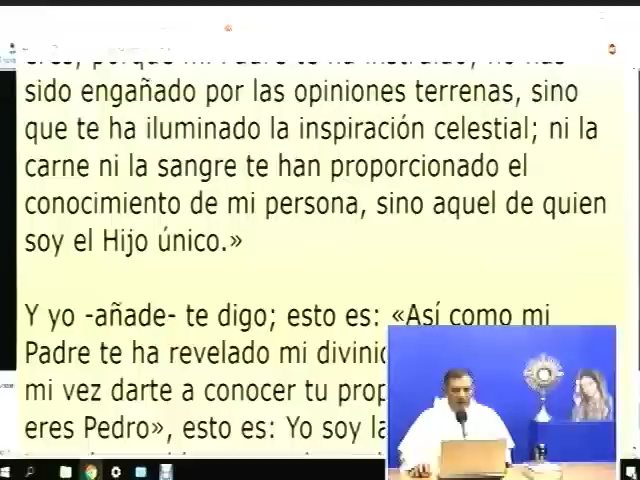 sido engañado por las opiniones terrenas, sino
que te ha iluminado la inspiración celestial; ni la
carne ni la sangre te han proporcionado el
conocimiento de mi persona, sino aquel de quien
soy el Hijo único.»
Y yo -añade- te digo; esto es: «Así como mi
Padre te ha revelado mi
mi vez darte a conocer tu
eres Pedro», esto es: Yo soy